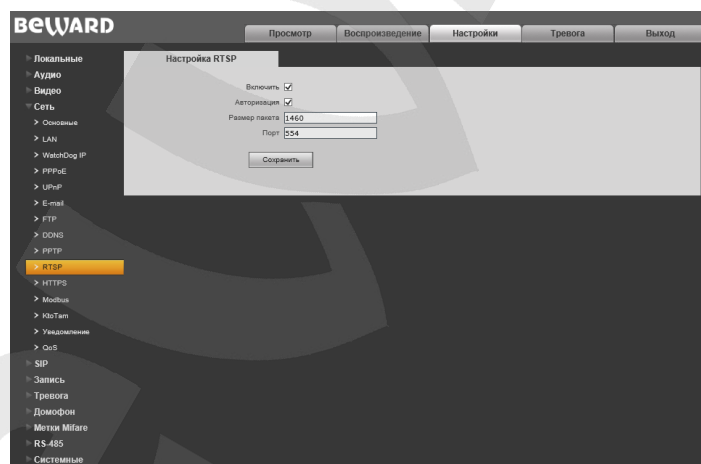 BEWARD
Просмотр Воспроизведение Настройки Тревога Выход
Локальные
Аудио
Видео
Сеть
Основные
LAN
WatchDog IP
PPPoE
UPnP
E-mail
FTP
DDNS
PPTP
RTSP
HTTPS
Modbus
KtoTam
Уведомление
QoS
SIP
Запись
Тревога
Домофон
Метки Mifare
RS-485
Системные
Настройка RTSP
Включить
Авторизация
Размер пакета 1460
Порт 554
Сохранить